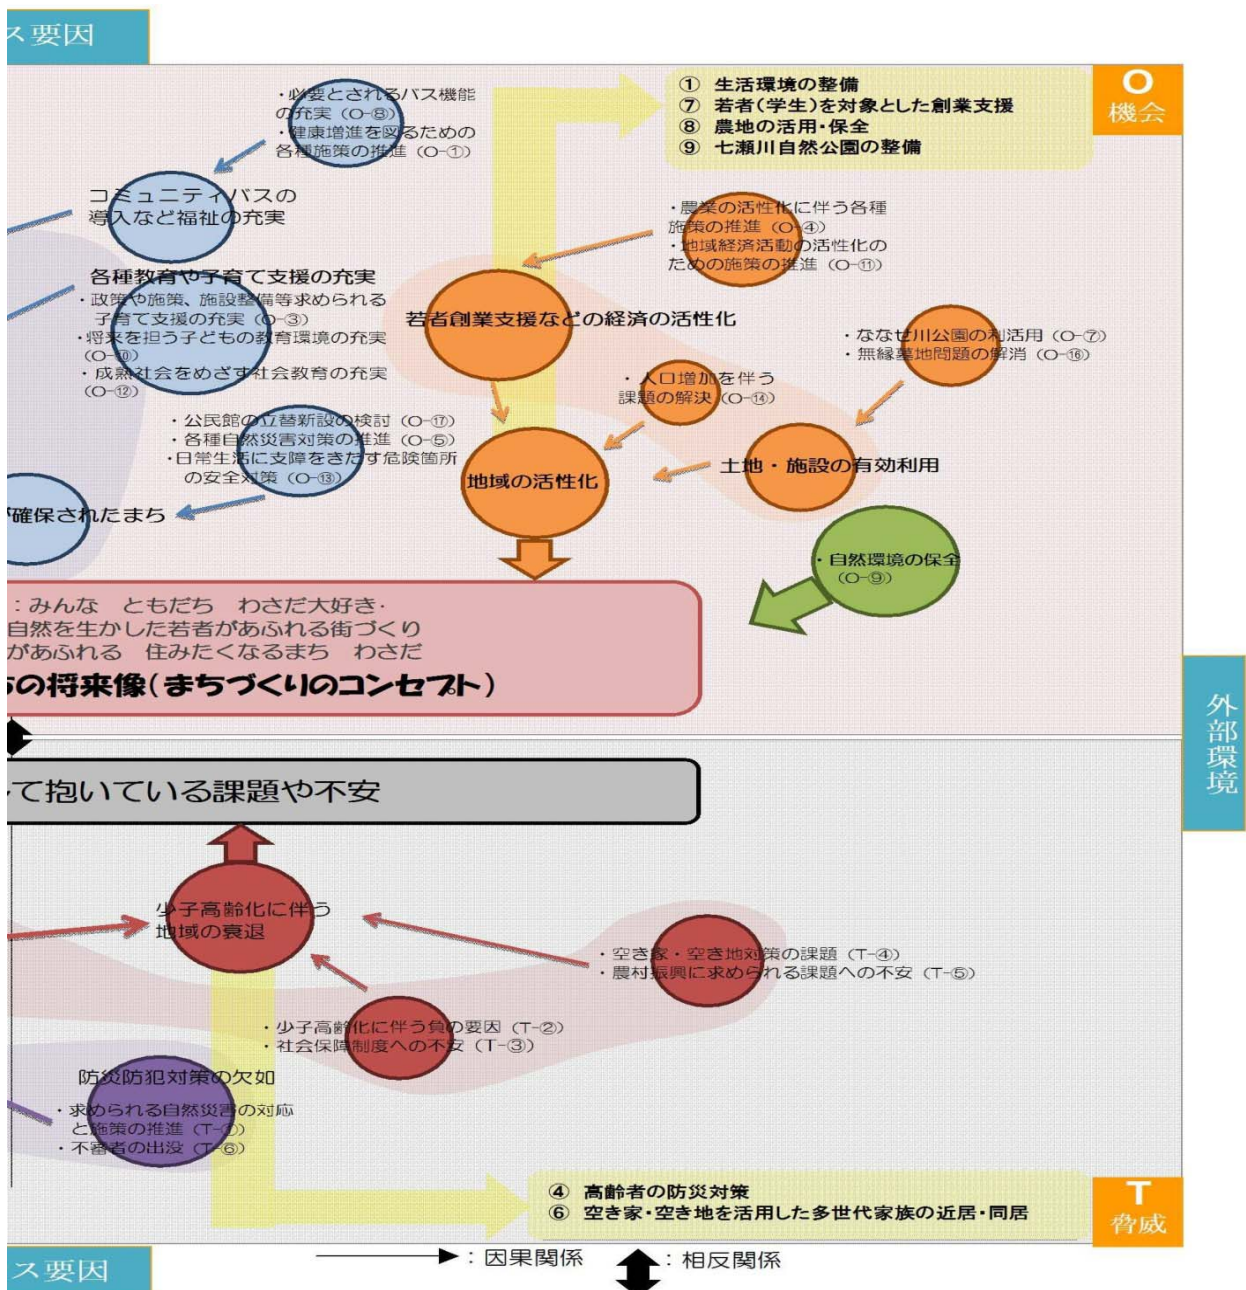 ス要因
O
機会
① 生活環境の整備
⑦ 若者(学生)を対象とした創業支援
⑧ 農地の活用・保全
⑨ 七瀬川自然公園の整備
・必要とされるバス機能
の充実 (O-⑧)
・健康増進を図るための
各種施策の推進 (O-①)
コミュニティバスの
導入など福祉の充実
・農業の活性化に伴う各種
施策の推進 (O-④)
・地域経済活動の活性化の
ための施策の推進 (O-⑪)
各種教育や子育て支援の充実
・政策や施策、施設整備等求められる
子育て支援の充実 (O-③)
・将来を担う子どもの教育環境の充実
(O-⑩)
・成熟社会をめざす社会教育の充実
(O-⑫)
若者創業支援などの経済の活性化
・ななせ川公園の利活用 (O-⑦)
・無縁墓地問題の解消 (O-⑯)
・人口増加を伴う
課題の解決 (O-⑭)
・公民館の立替新設の検討 (O-⑰)
・各種自然災害対策の推進 (O-⑤)
・日常生活に支障をきたす危険箇所
の安全対策 (O-⑬)
地域の活性化
土地・施設の有効利用
が確保されたまち
・自然環境の保全
(O-⑨)
：みんな ともだち わさだ大好き・
自然を生かした若者があふれる街づくり
があふれる 住みたくなるまち わさだ
の将来像(まちづくりのコンセプト)
外部環境
て抱いている課題や不安
少子高齢化に伴う
地域の衰退
・空き家・空き地対策の課題 (T-④)
・農村振興に求められる課題への不安 (T-⑤)
・少子高齢化に伴う負の要因 (T-②)
・社会保障制度への不安 (T-③)
防災防犯対策の欠如
・求められる自然災害の対応
と施策の推進 (T-①)
・不審者の出没 (T-⑥)
④ 高齢者の防災対策
⑥ 空き家・空き地を活用した多世代家族の近居・同居
T
脅威
：因果関係
：相反関係
ス要因